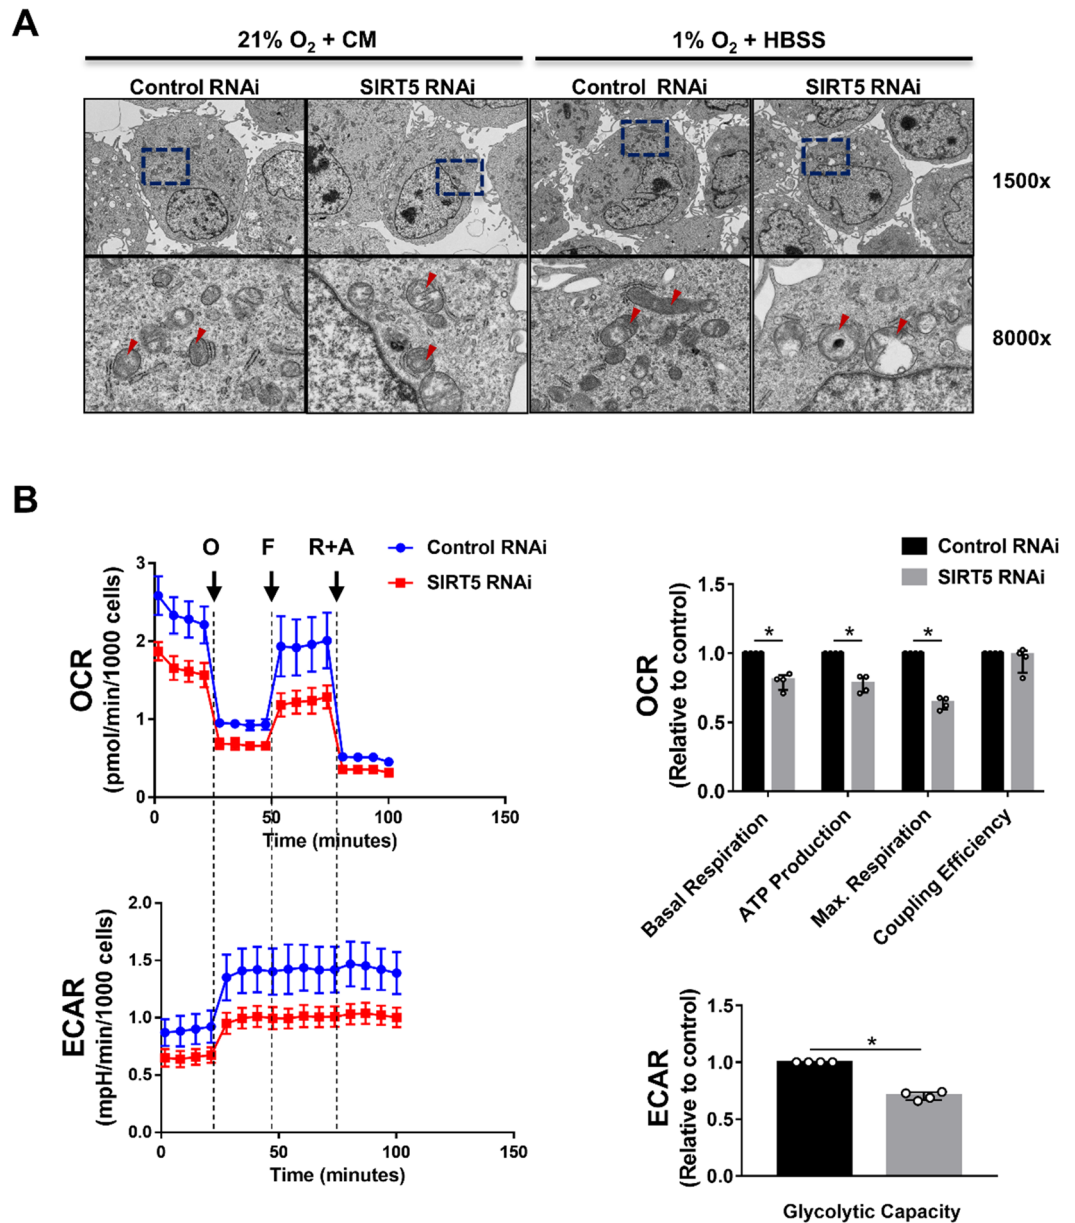 A
21% O2 + CM
1% O2 + HBSS
Control RNAi
SIRT5 RNAi
Control RNAi
SIRT5 RNAi
1500x
8000x
B
O
F
R+A
Control RNAi
SIRT5 RNAi
OCR
(pmol/min/1000 cells)
3
2
1
0
0
50
100
150
Time (minutes)
Control RNAi
SIRT5 RNAi
OCR
(Relative to control)
1.5
1.0
0.5
0.0
*
*
*
Basal Respiration
ATP Production
Max. Respiration
Coupling Efficiency
ECAR
(mpH/min/1000 cells)
2.0
1.5
1.0
0.5
0.0
0
50
100
150
Time (minutes)
ECAR
(Relative to control)
1.5
1.0
0.5
0.0
*
Glycolytic Capacity